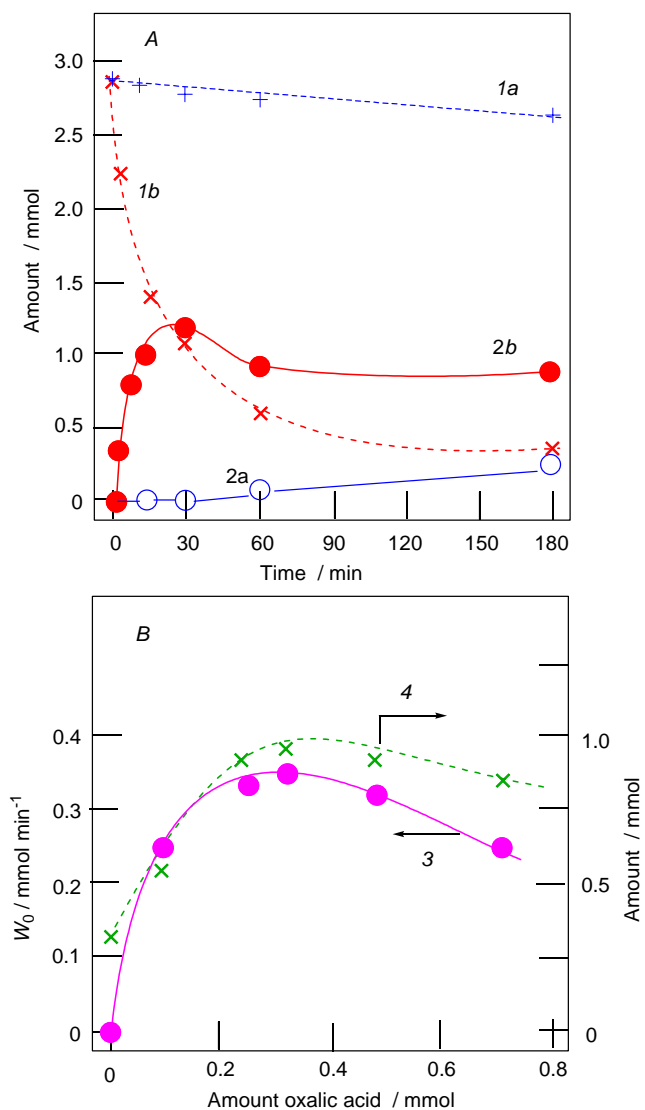 A
3.0
1a
2.5
1b
2.0
1.5
1.0
2b
0.5
2a
0
0 30 60 90 120 150 180
Amount / mmol
Time / min
B
4
0.4 1.0
0.3
3
0.2 0.5
0.1
0 0
0 0.2 0.4 0.6 0.8
W₀ / mmol min⁻¹
Amount / mmol
Amount oxalic acid / mmol